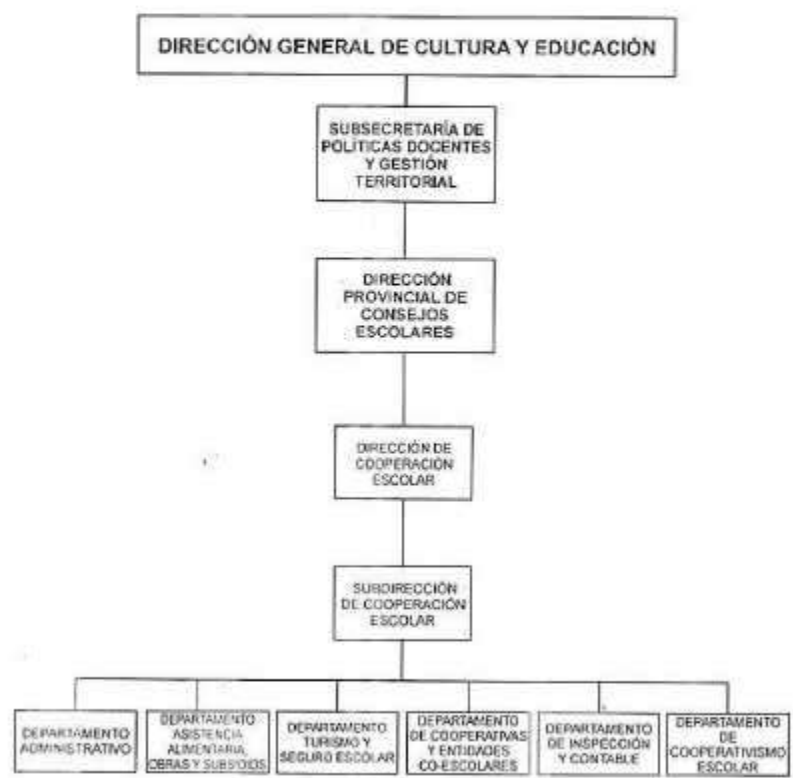 DIRECCIÓN GENERAL DE CULTURA Y EDUCACIÓN
SUBSECRETARÍA DE
POLÍTICAS DOCENTES
Y GESTIÓN
TERRITORIAL
DIRECCIÓN
PROVINCIAL DE
CONSEJOS
ESCOLARES
DIRECCIÓN DE
COOPERACIÓN
ESCOLAR
SUBDIRECCIÓN
DE COOPERACIÓN
ESCOLAR
DEPARTAMENTO
ADMINISTRATIVO
DEPARTAMENTO
ASISTENCIA
ALIMENTARIA,
OBRAS Y SUBSIDIOS
DEPARTAMENTO
TURISMO Y
SEGURO ESCOLAR
DEPARTAMENTO
DE COOPERATIVAS
Y ENTIDADES
CO-ESCOLARES
DEPARTAMENTO
DE INSPECCIÓN
Y CONTABLE
DEPARTAMENTO
DE
COOPERATIVISMO
ESCOLAR